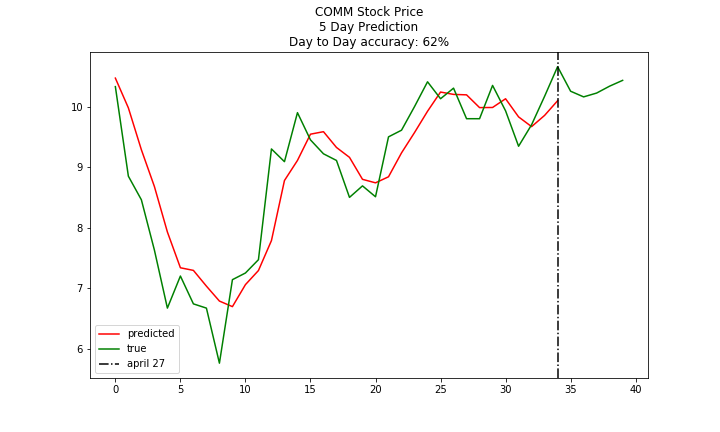 COMM Stock Price
5 Day Prediction
Day to Day accuracy: 62%
10
9
8
7
6
predicted
true
april 27
0 5 10 15 20 25 30 35 40